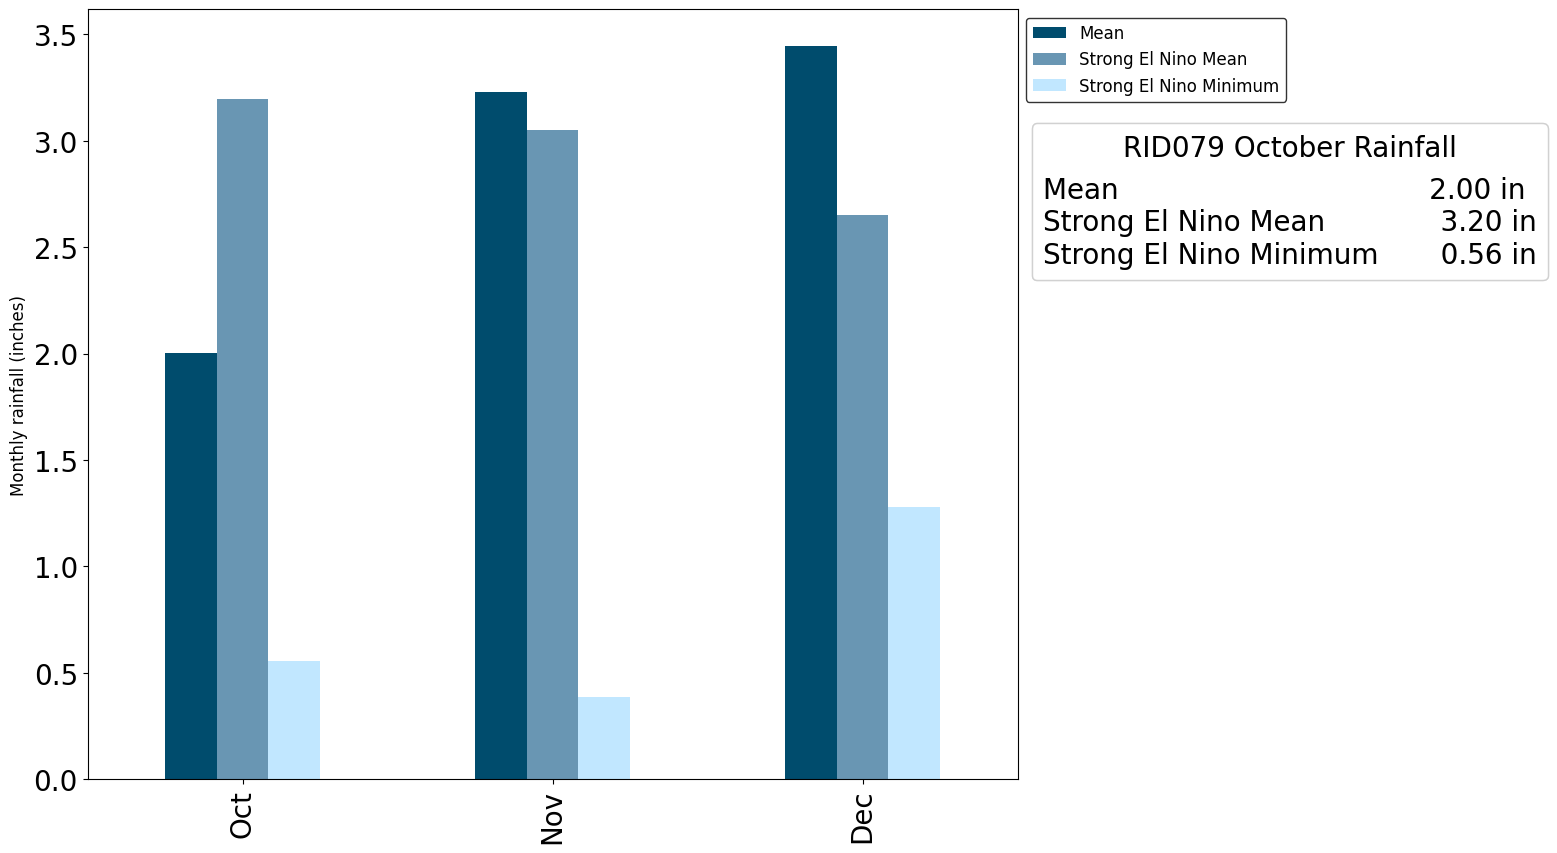 3.5
3.0
2.5
2.0
1.5
1.0
0.5
0.0
Monthly rainfall (inches)
Oct
Nov
Dec
Mean
Strong El Nino Mean
Strong El Nino Minimum
RID079 October Rainfall
Mean 2.00 in
Strong El Nino Mean 3.20 in
Strong El Nino Minimum 0.56 in